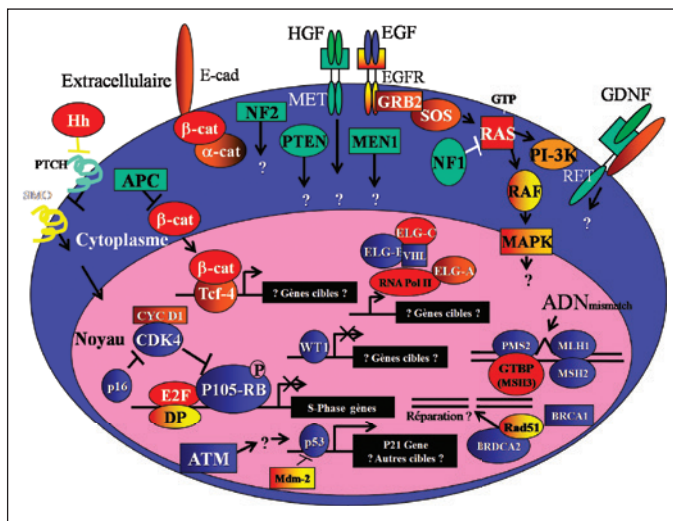 HGF EGF
Extracellulaire
E-cad
EGFR
MET
GRB2
SOS
GTP
RAS
PI-3K
RAF
MAPK
?
GDNF
RET
?
Hh
PTCH
SMO
APC
β-cat
α-cat
NF2
?
PTEN
?
?
MEN1
?
NF1
β-cat
Cytoplasme
β-cat
Tcf-4
? Gènes cibles ?
ELG-C
VHL
ELG-A
RNA Pol II
? Gènes cibles ?
CYC D1
Noyau
CDK4
p16
P
P105-RB
E2F
DP
S-Phase gènes
WT1
? Gènes cibles ?
ADN mismatch
PMS2
MLH1
GTBP
(MSH3)
MSH2
Réparation ?
Rad51
BRCA1
BRDCA2
ATM
?
p53
Mdm-2
P21 Gene
? Autres cibles ?